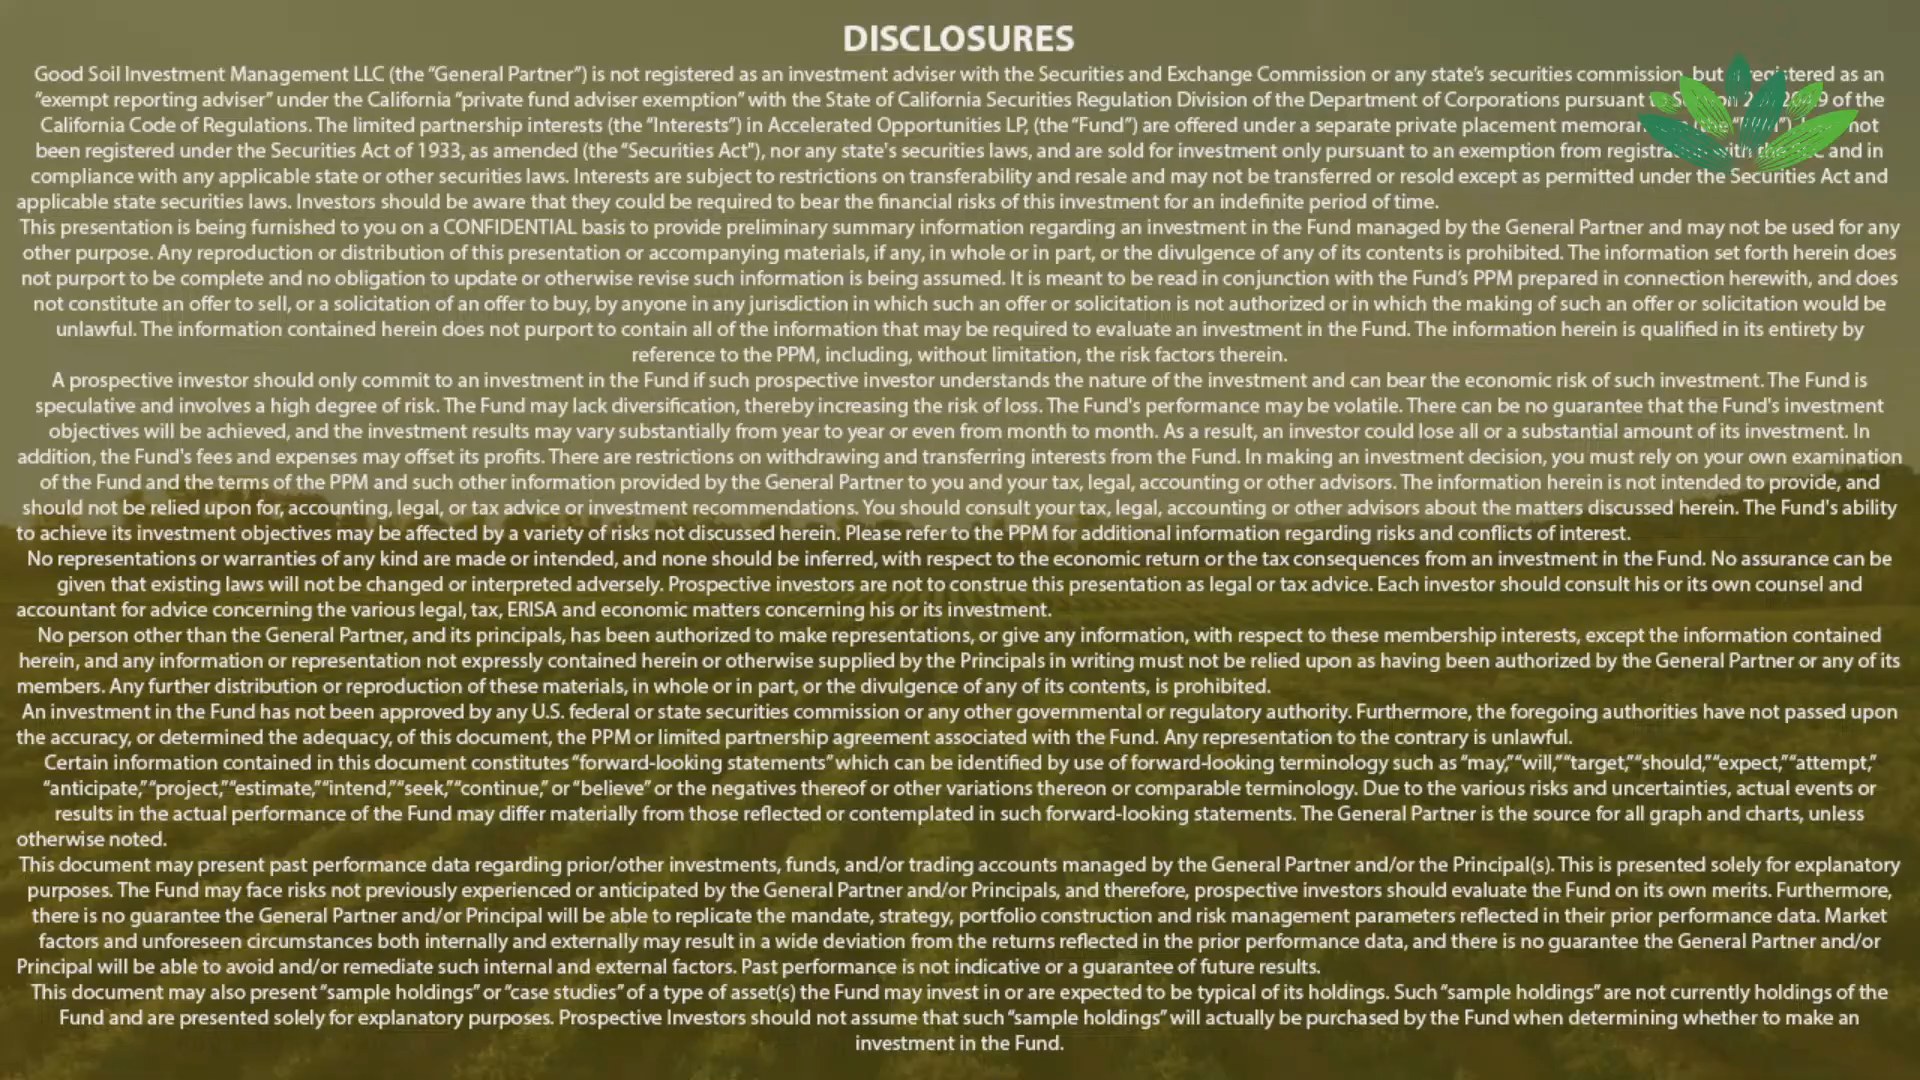 DISCLOSURES
Good Soil Investment Management LLC (the “General Partner”) is not registered as an investment adviser with the Securities and Exchange Commission or any state’s securities commission, but registered as an
“exempt reporting adviser” under the California “private fund adviser exemption” with the State of California Securities Regulation Division of the Department of Corporations pursuant of the
California Code of Regulations. The limited partnership interests (the “Interests”) in Accelerated Opportunities LP, (the “Fund”) are offered under a separate private placement not
been registered under the Securities Act of 1933, as amended (the “Securities Act”), nor any state's securities laws, and are sold for investment only pursuant to an exemption from and in
compliance with any applicable state or other securities laws. Interests are subject to restrictions on transferability and resale and may not be transferred or resold except as permitted under the Securities Act and
applicable state securities laws. Investors should be aware that they could be required to bear the financial risks of this investment for an indefinite period of time.
This presentation is being furnished to you on a CONFIDENTIAL basis to provide preliminary summary information regarding an investment in the Fund managed by the General Partner and may not be used for any
other purpose. Any reproduction or distribution of this presentation or accompanying materials, if any, in whole or in part, or the divulgence of any of its contents is prohibited. The information set forth herein does
not purport to be complete and no obligation to update or otherwise revise such information is being assumed. It is meant to be read in conjunction with the Fund’s PPM prepared in connection herewith, and does
not constitute an offer to sell, or a solicitation of an offer to buy, by anyone in any jurisdiction in which such an offer or solicitation is not authorized or in which the making of such an offer or solicitation would be
unlawful. The information contained herein does not purport to contain all of the information that may be required to evaluate an investment in the Fund. The information herein is qualified in its entirety by
reference to the PPM, including, without limitation, the risk factors therein.
A prospective investor should only commit to an investment in the Fund if such prospective investor understands the nature of the investment and can bear the economic risk of such investment. The Fund is
speculative and involves a high degree of risk. The Fund may lack diversification, thereby increasing the risk of loss. The Fund's performance may be volatile. There can be no guarantee that the Fund's investment
objectives will be achieved, and the investment results may vary substantially from year to year or even from month to month. As a result, an investor could lose all or a substantial amount of its investment. In
addition, the Fund's fees and expenses may offset its profits. There are restrictions on withdrawing and transferring interests from the Fund. In making an investment decision, you must rely on your own examination
of the Fund and the terms of the PPM and such other information provided by the General Partner to you and your tax, legal, accounting or other advisors. The information herein is not intended to provide, and
should not be relied upon for, accounting, legal, or tax advice or investment recommendations. You should consult your tax, legal, accounting or other advisors about the matters discussed herein. The Fund's ability
to achieve its investment objectives may be affected by a variety of risks not discussed herein. Please refer to the PPM for additional information regarding risks and conflicts of interest.
No representations or warranties of any kind are made or intended, and none should be inferred, with respect to the economic return or the tax consequences from an investment in the Fund. No assurance can be
given that existing laws will not be changed or interpreted adversely. Prospective investors are not to construe this presentation as legal or tax advice. Each investor should consult his or its own counsel and
accountant for advice concerning the various legal, tax, ERISA and economic matters concerning his or its investment.
No person other than the General Partner, and its principals, has been authorized to make representations, or give any information, with respect to these membership interests, except the information contained
herein, and any information or representation not expressly contained herein or otherwise supplied by the Principals in writing must not be relied upon as having been authorized by the General Partner or any of its
members. Any further distribution or reproduction of these materials, in whole or in part, or the divulgence of any of its contents, is prohibited.
An investment in the Fund has not been approved by any U.S. federal or state securities commission or any other governmental or regulatory authority. Furthermore, the foregoing authorities have not passed upon
the accuracy, or determined the adequacy, of this document, the PPM or limited partnership agreement associated with the Fund. Any representation to the contrary is unlawful.
Certain information contained in this document constitutes “forward-looking statements” which can be identified by use of forward-looking terminology such as “may,” “will,” “target,” “should,” “expect,” “attempt,”
“anticipate,” “project,” “estimate,” “intend,” “seek,” “continue,” or “believe” or the negatives thereof or other variations thereon or comparable terminology. Due to the various risks and uncertainties, actual events or
results in the actual performance of the Fund may differ materially from those reflected or contemplated in such forward-looking statements. The General Partner is the source for all graph and charts, unless
otherwise noted.
This document may present past performance data regarding prior/other investments, funds, and/or trading accounts managed by the General Partner and/or the Principal(s). This is presented solely for explanatory
purposes. The Fund may face risks not previously experienced or anticipated by the General Partner and/or Principals, and therefore, prospective investors should evaluate the Fund on its own merits. Furthermore,
there is no guarantee the General Partner and/or Principal will be able to replicate the mandate, strategy, portfolio construction and risk management parameters reflected in their prior performance data. Market
factors and unforeseen circumstances both internally and externally may result in a wide deviation from the returns reflected in the prior performance data, and there is no guarantee the General Partner and/or
Principal will be able to avoid and/or remediate such internal and external factors. Past performance is not indicative or a guarantee of future results.
This document may also present “sample holdings” or “case studies” of a type of asset(s) the Fund may invest in or are expected to be typical of its holdings. Such “sample holdings” are not currently holdings of the
Fund and are presented solely for explanatory purposes. Prospective Investors should not assume that such “sample holdings” will actually be purchased by the Fund when determining whether to make an
investment in the Fund.